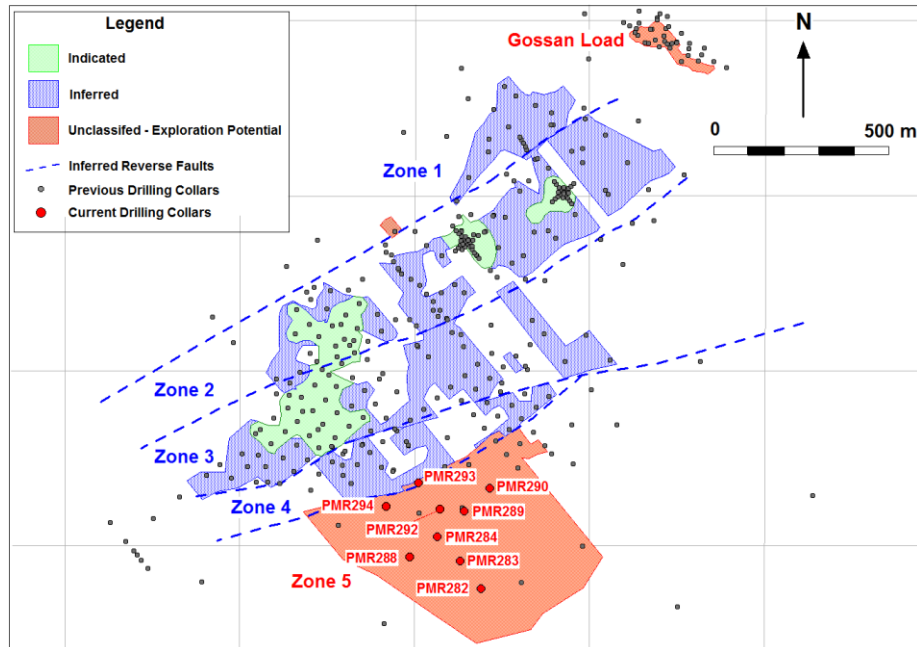 Legend
Indicated
Inferred
Unclassifed - Exploration Potential
Inferred Reverse Faults
Previous Drilling Collars
Current Drilling Collars
Gossan Load
N
0 500 m
Zone 1
Zone 2
Zone 3
Zone 4
Zone 5
PMR293
PMR290
PMR294
PMR289
PMR292
PMR284
PMR288
PMR283
PMR282